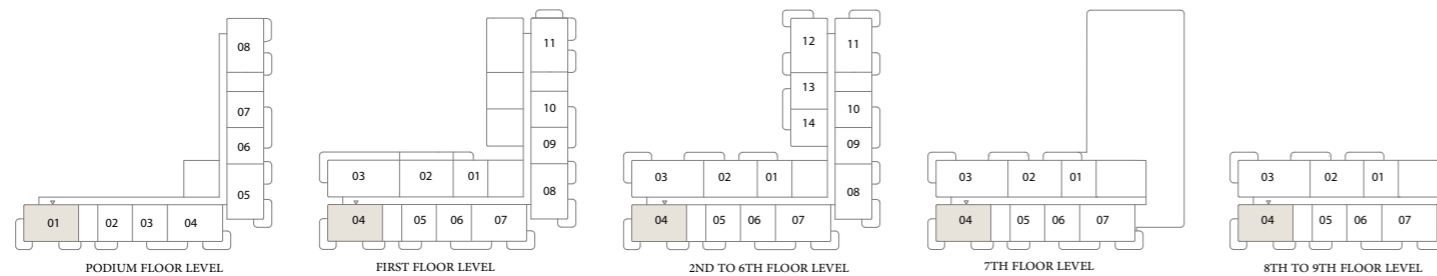 08
07
06
05
01 02 03 04
PODIUM FLOOR LEVEL
11
10
09
08
03 02 01
04 05 06 07
FIRST FLOOR LEVEL
12 11
13
14 10
09
08
03 02 01
04 05 06 07
2ND TO 6TH FLOOR LEVEL
03 02 01
04 05 06 07
7TH FLOOR LEVEL
03 02 01
04 05 06 07
8TH TO 9TH FLOOR LEVEL